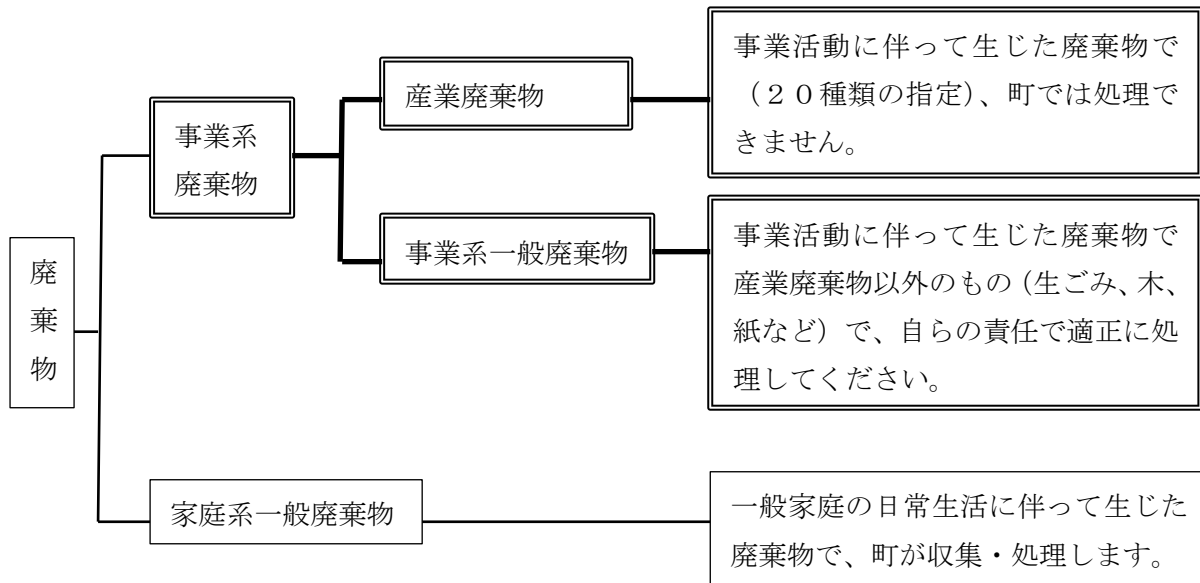 廃棄物
事業系
廃棄物
産業廃棄物
事業活動に伴って生じた廃棄物で
(20種類の指定)、町では処理で
きません。
事業系一般廃棄物
事業活動に伴って生じた廃棄物で
産業廃棄物以外のもの(生ごみ、木、
紙など)で、自らの責任で適正に処
理してください。
家庭系一般廃棄物
一般家庭の日常生活に伴って生じた
廃棄物で、町が収集・処理します。